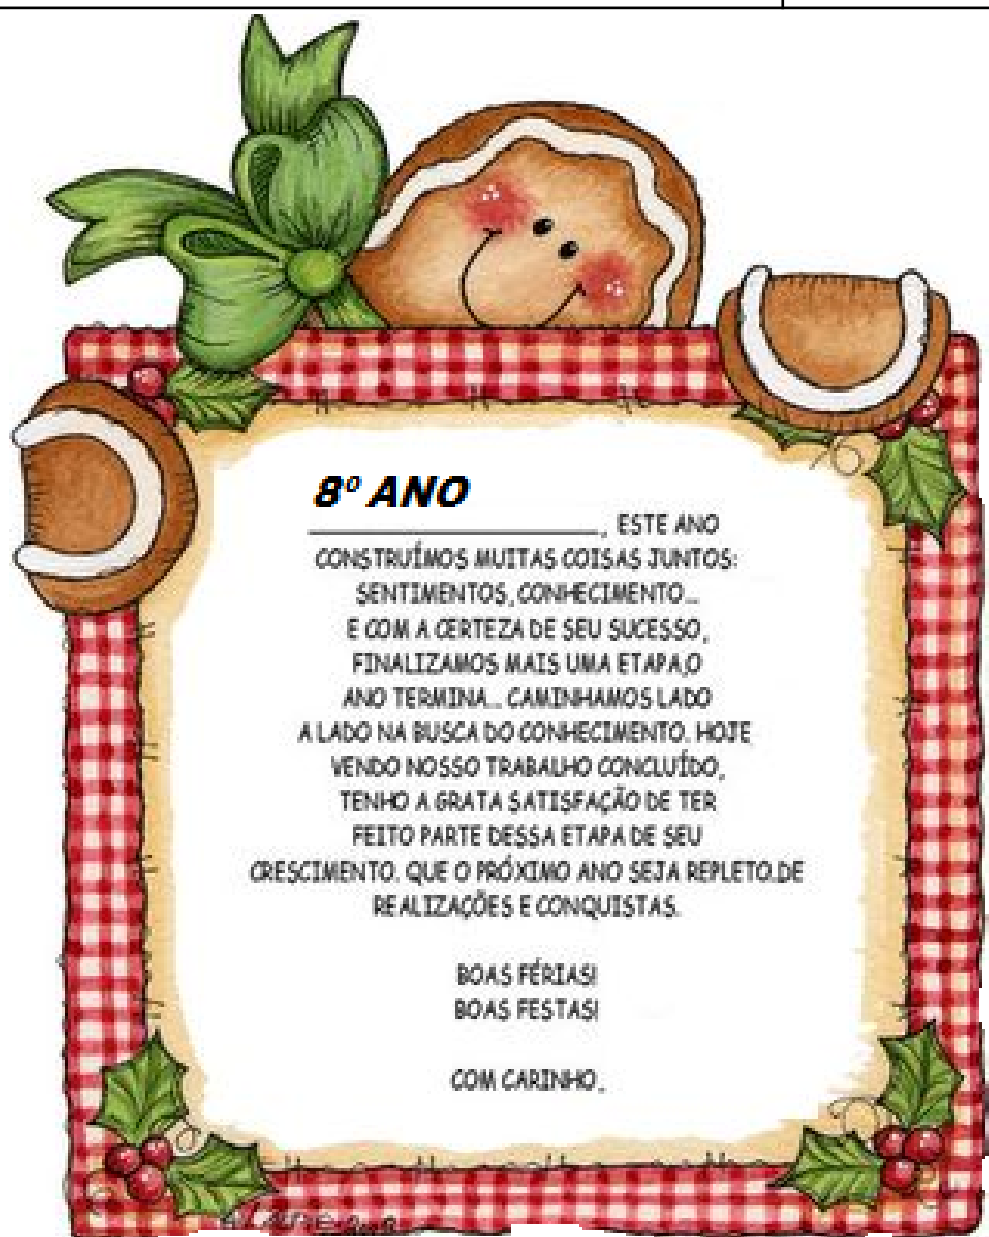 8º ANO
____________________, ESTE ANO
CONSTRUÍMOS MUITAS COISAS JUNTOS:
SENTIMENTOS, CONHECIMENTO...
E COM A CERTEZA DE SEU SUCESSO,
FINALIZAMOS MAIS UMA ETAPA,O
ANO TERMINA... CAMINHAMOS LADO
A LADO NA BUSCA DO CONHECIMENTO. HOJE
VENDO NOSSO TRABALHO CONCLUÍDO,
TENHO A GRATA SATISFAÇÃO DE TER
FEITO PARTE DESSA ETAPA DE SEU
CRESCIMENTO. QUE O PRÓXIMO ANO SEJA REPLETO.DE
REALIZAÇÕES E CONQUISTAS.
BOAS FÉRIAS!
BOAS FESTAS!
COM CARINHO,